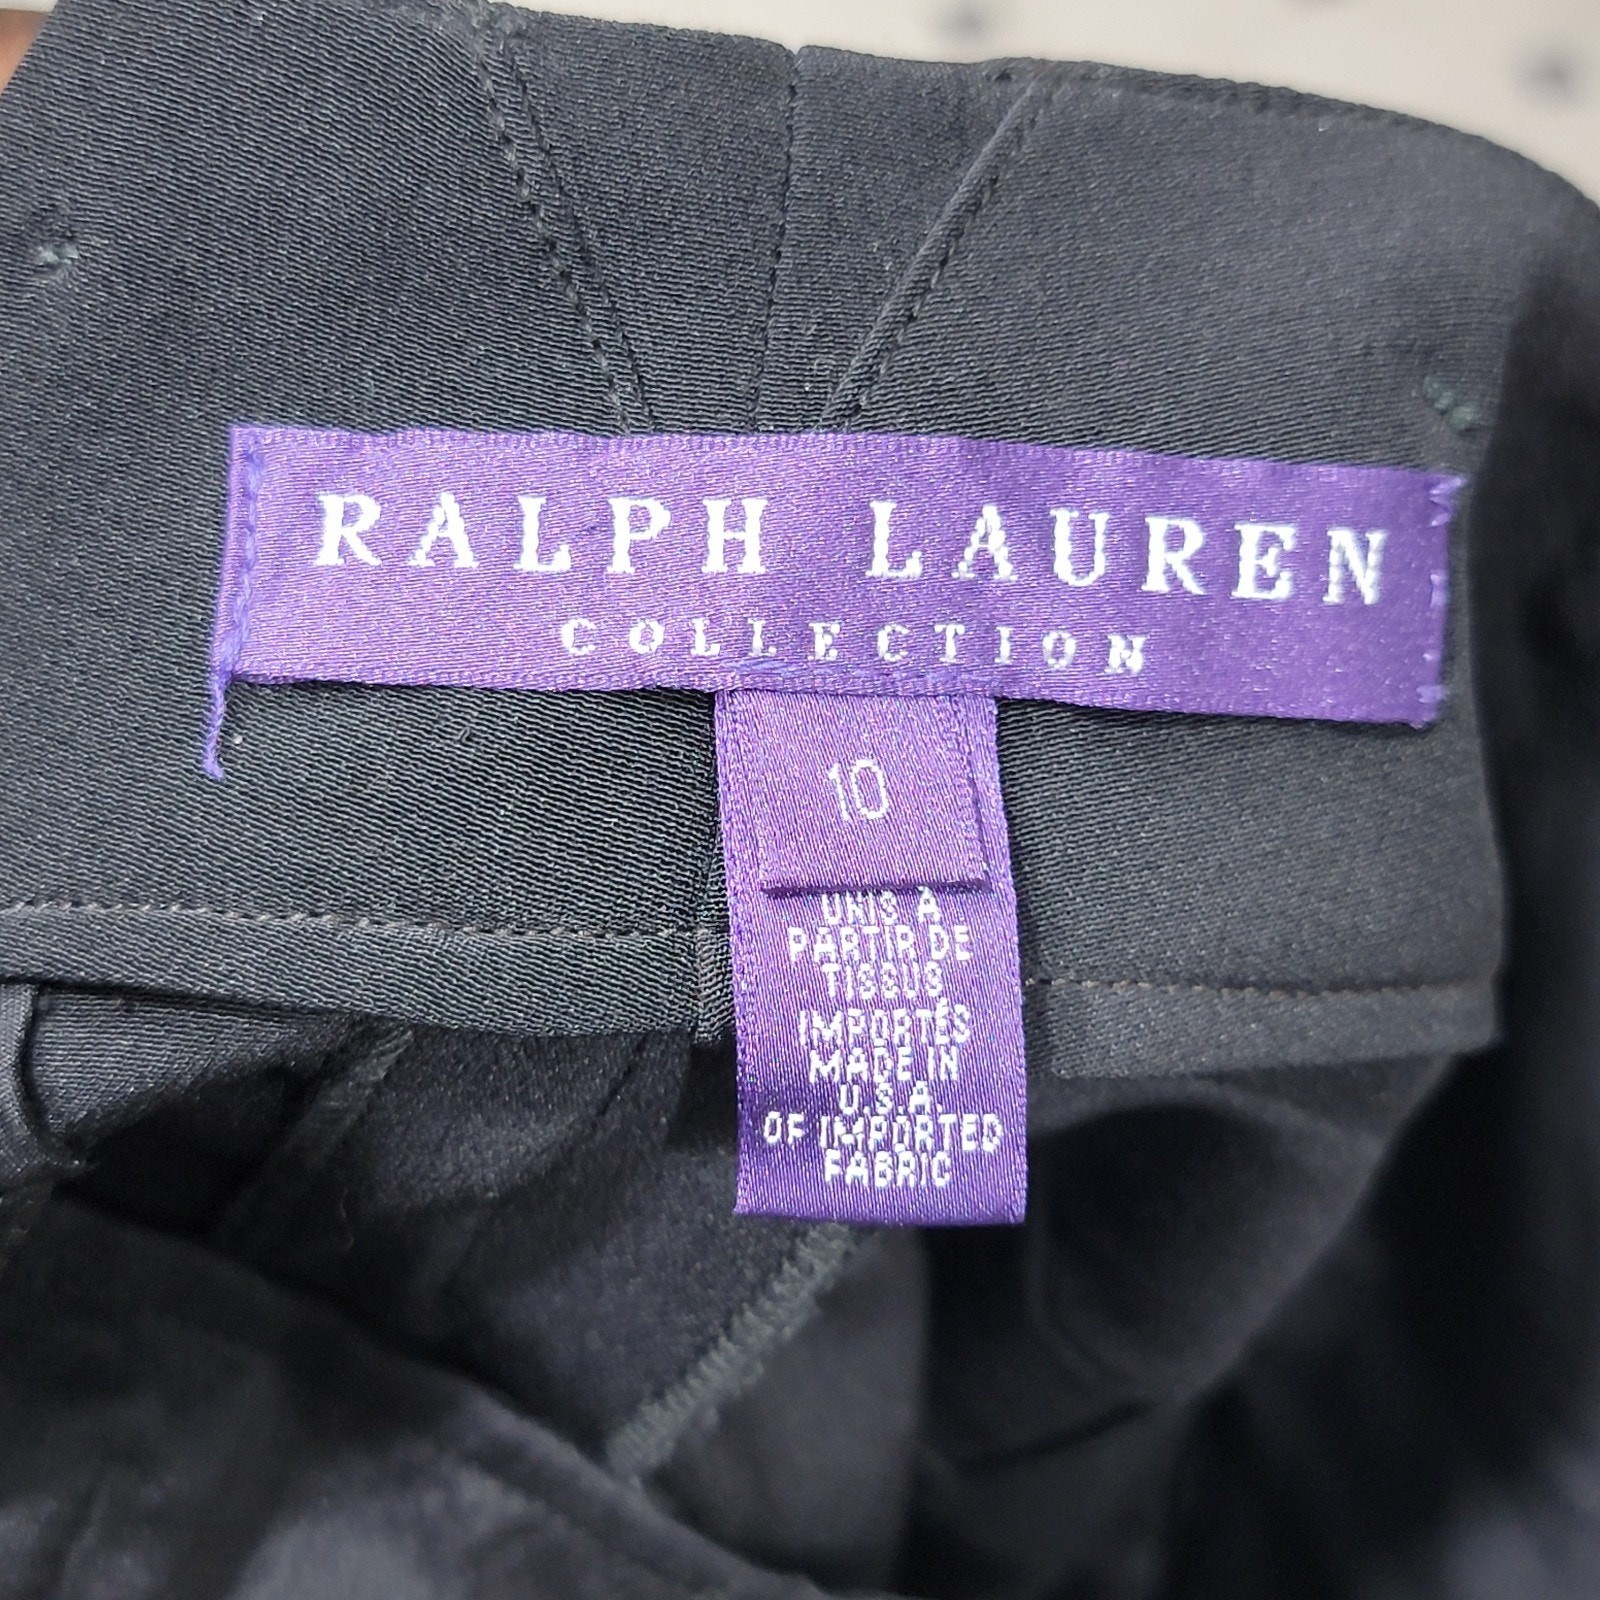 RALPH LAUREN
COLLECTION
10
UNIS À
PARTIR DE
TISSUS
IMPORTÉS
MADE IN
U.S.A.
OF IMPORTED
FABRIC